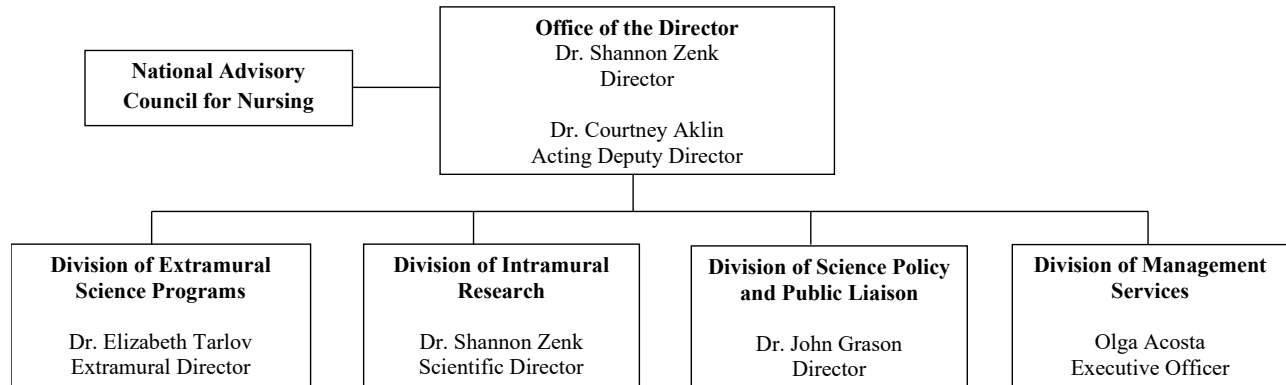 Office of the Director
Dr. Shannon Zenk
Director
Dr. Courtney Aklin
Acting Deputy Director
National Advisory
Council for Nursing
Division of Extramural
Science Programs
Dr. Elizabeth Tarlov
Extramural Director
Division of Intramural
Research
Dr. Shannon Zenk
Scientific Director
Division of Science Policy
and Public Liaison
Dr. John Grason
Director
Division of Management
Services
Olga Acosta
Executive Officer